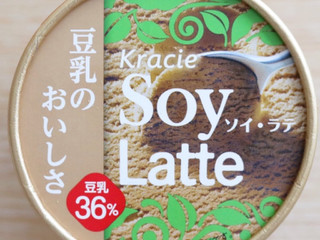 豆乳の
おいしさ
Kracie
Soy
ソイ・ラテ
Latte
豆乳
36%